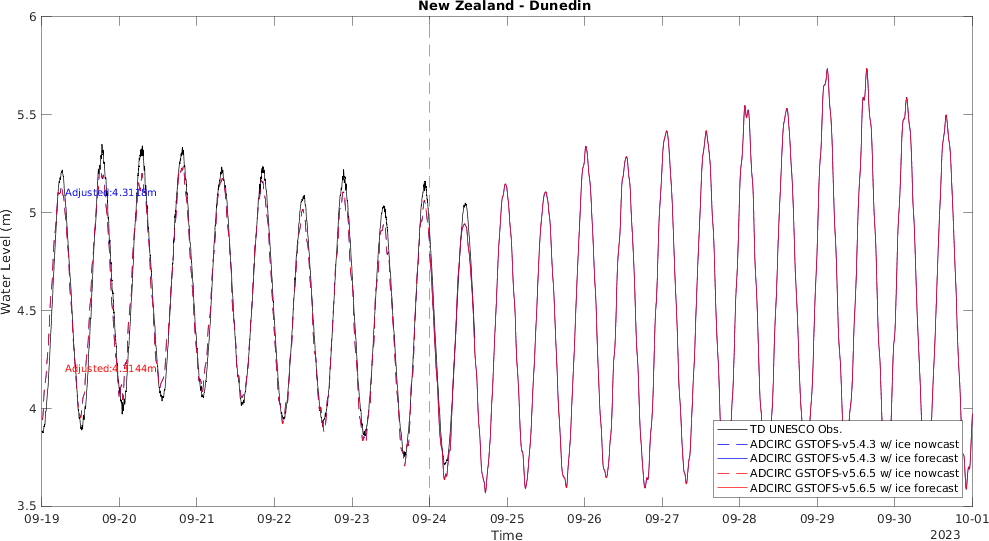 New Zealand - Dunedin
6
5.5
5
4.5
4
3.5
Water Level (m)
Adjusted:4.3118m
Adjusted:4.3144m
TD UNESCO Obs.
ADCIRC GSTOFS-v5.4.3 w/ ice nowcast
ADCIRC GSTOFS-v5.4.3 w/ ice forecast
ADCIRC GSTOFS-v5.6.5 w/ ice nowcast
ADCIRC GSTOFS-v5.6.5 w/ ice forecast
09-19 09-20 09-21 09-22 09-23 09-24 09-25 09-26 09-27 09-28 09-29 09-30 10-01
Time
2023